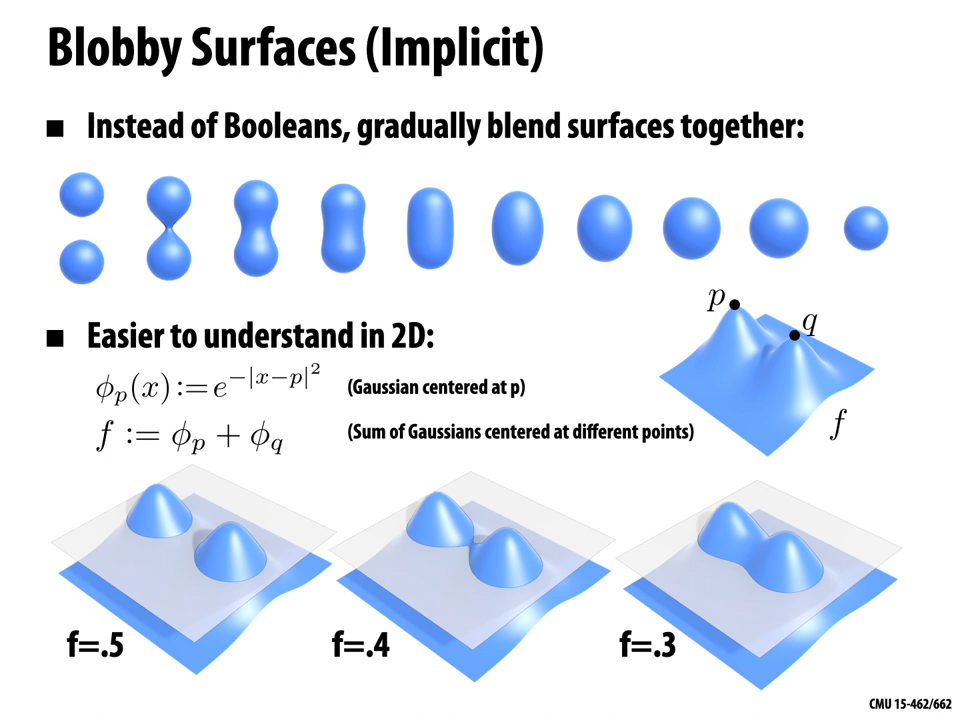 Blobby Surfaces (Implicit)
■ Instead of Booleans, gradually blend surfaces together:
p
q
■ Easier to understand in 2D:
ϕₚ(x) := e^{−|x−p|²} (Gaussian centered at p)
f
f := ϕ_p + ϕ_q (Sum of Gaussians centered at different points)
f=.5 f=.4 f=.3
CMU 15-462/662